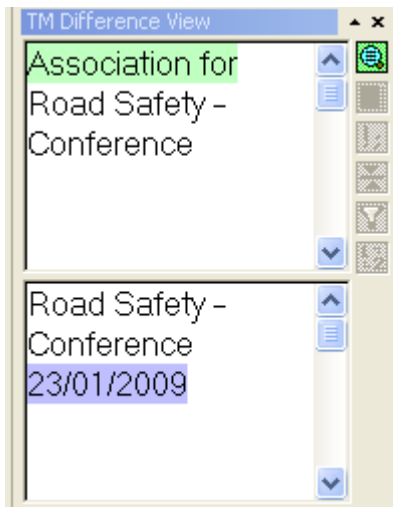 TM Difference View
Association for
Road Safety –
Conference
Road Safety –
Conference
23/01/2009